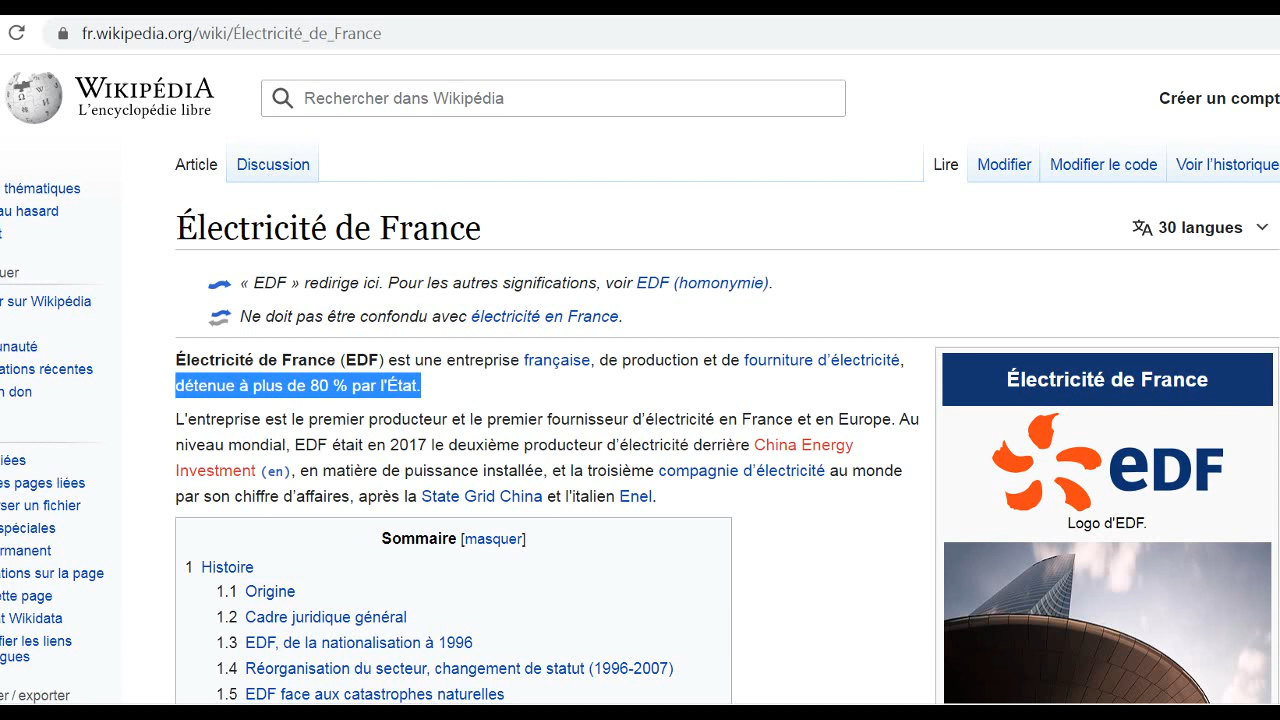 fr.wikipedia.org/wiki/Électricité_de_France
WIKIPÉDIA
L'encyclopédie libre
Rechercher dans Wikipédia
Créer un compt
Article
Discussion
Lire
Modifier
Modifier le code
Voir l'historique
thématiques
au hasard
t
uer
r sur Wikipédia
unauté
ations récentes
n don
iées
es pages liées
ser un fichier
spéciales
rmanent
tions sur la page
ette page
t Wikidata
fier les liens
gues
er / exporter
Électricité de France
30 langues
« EDF » redirige ici. Pour les autres significations, voir EDF (homonymie).
Ne doit pas être confondu avec électricité en France.
Électricité de France (EDF) est une entreprise française, de production et de fourniture d’électricité,
détenue à plus de 80 % par l'État.
L'entreprise est le premier producteur et le premier fournisseur d’électricité en France et en Europe. Au
niveau mondial, EDF était en 2017 le deuxième producteur d’électricité derrière China Energy
Investment (en), en matière de puissance installée, et la troisième compagnie d’électricité au monde
par son chiffre d’affaires, après la State Grid China et l'italien Enel.
Sommaire [masquer]
1 Histoire
1.1 Origine
1.2 Cadre juridique général
1.3 EDF, de la nationalisation à 1996
1.4 Réorganisation du secteur, changement de statut (1996-2007)
1.5 EDF face aux catastrophes naturelles
Électricité de France
eDF
Logo d'EDF.